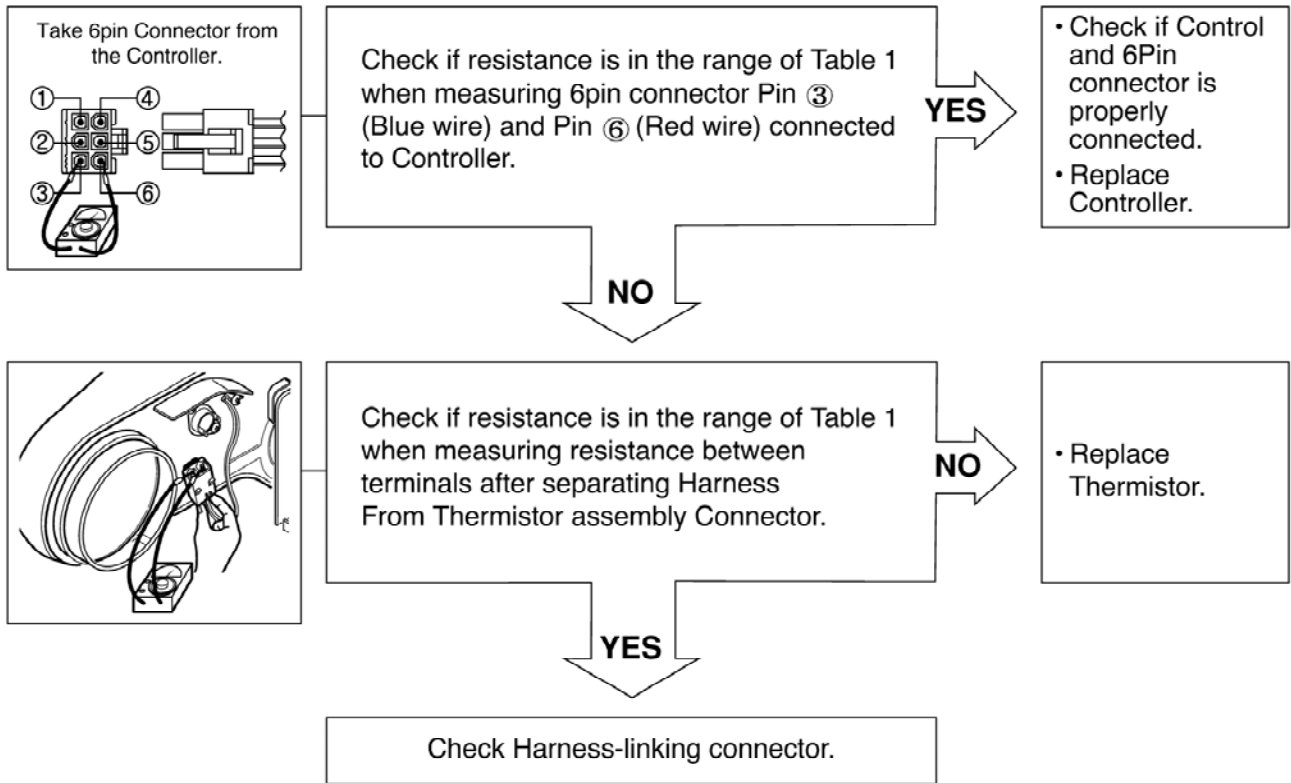 Take 6pin Connector from
the Controller.
①
④
②
⑤
③
⑥
Check if resistance is in the range of Table 1
when measuring 6pin connector Pin ③
(Blue wire) and Pin ⑥ (Red wire) connected
to Controller.
YES
• Check if Control
and 6Pin
connector is
properly
connected.
• Replace
Controller.
NO
Check if resistance is in the range of Table 1
when measuring resistance between
terminals after separating Harness
From Thermistor assembly Connector.
NO
• Replace
Thermistor.
YES
Check Harness-linking connector.